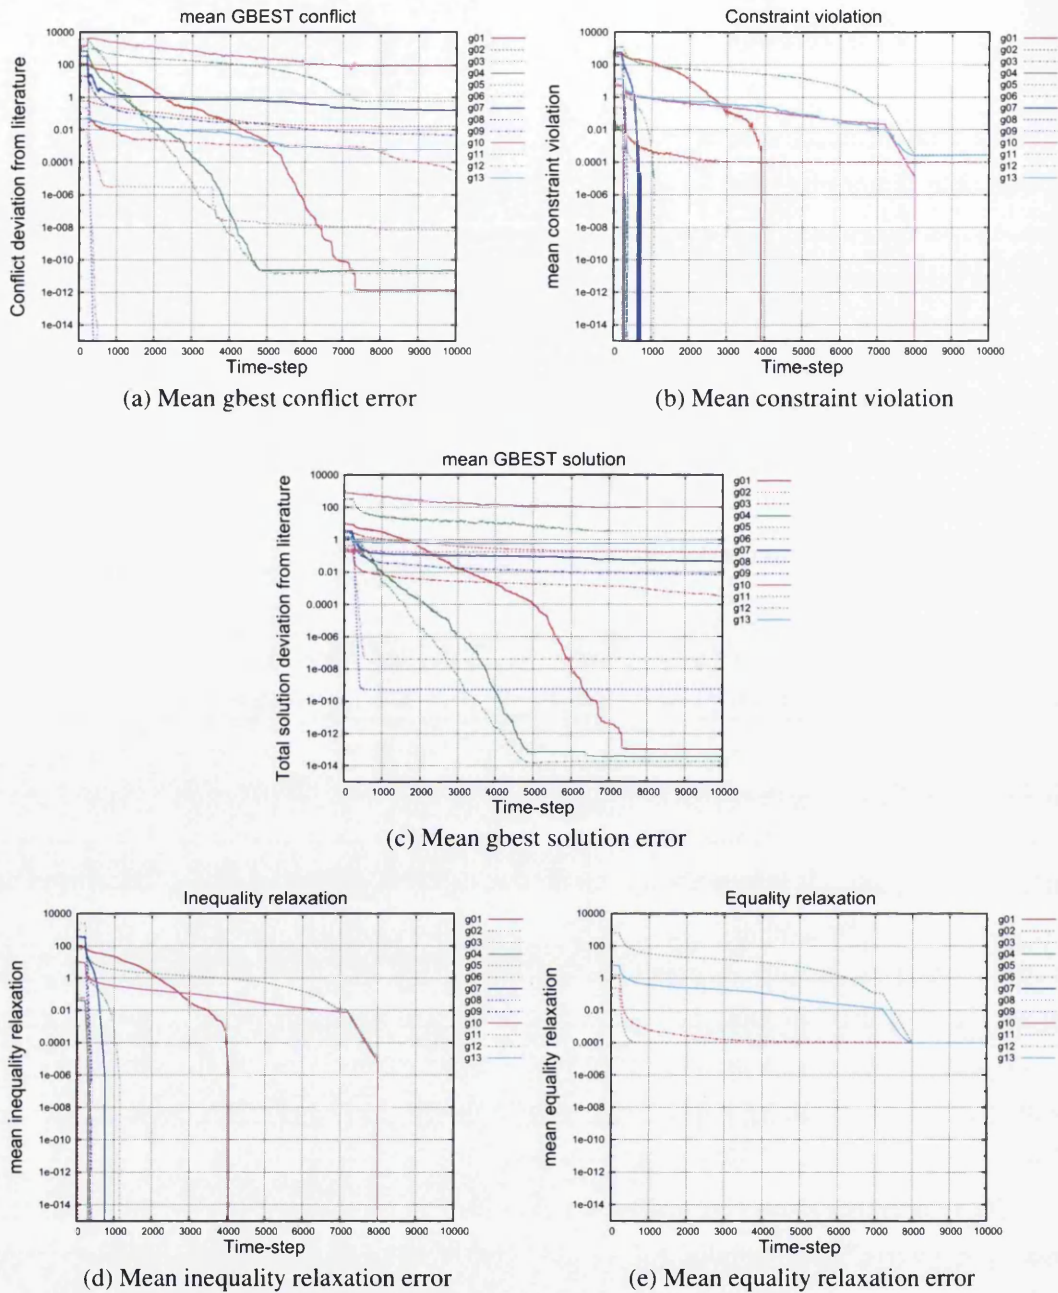 mean GBEST conflict
Conflict deviation from literature
10000
100
1
0.01
0.0001
1e-006
1e-008
1e-010
1e-012
1e-014
0 1000 2000 3000 4000 5000 6000 7000 8000 9000 10000
Time-step
g01
g02
g03
g04
g05
g06
g07
g08
g09
g10
g11
g12
g13
(a) Mean gbest conflict error
Constraint violation
mean constraint violation
10000
100
1
0.01
0.0001
1e-006
1e-008
1e-010
1e-012
1e-014
0 1000 2000 3000 4000 5000 6000 7000 8000 9000 10000
Time-step
g01
g02
g03
g04
g05
g06
g07
g08
g09
g10
g11
g12
g13
(b) Mean constraint violation
mean GBEST solution
Total solution deviation from literature
10000
100
1
0.01
0.0001
1e-006
1e-008
1e-010
1e-012
1e-014
0 1000 2000 3000 4000 5000 6000 7000 8000 9000 10000
Time-step
g01
g02
g03
g04
g05
g06
g07
g08
g09
g10
g11
g12
g13
(c) Mean gbest solution error
Inequality relaxation
mean inequality relaxation
10000
100
1
0.01
0.0001
1e-006
1e-008
1e-010
1e-012
1e-014
0 1000 2000 3000 4000 5000 6000 7000 8000 9000 10000
Time-step
g01
g02
g03
g04
g05
g06
g07
g08
g09
g10
g11
g12
g13
(d) Mean inequality relaxation error
Equality relaxation
mean equality relaxation
10000
100
1
0.01
0.0001
1e-006
1e-008
1e-010
1e-012
1e-014
0 1000 2000 3000 4000 5000 6000 7000 8000 9000 10000
Time-step
g01
g02
g03
g04
g05
g06
g07
g08
g09
g10
g11
g12
g13
(e) Mean equality relaxation error